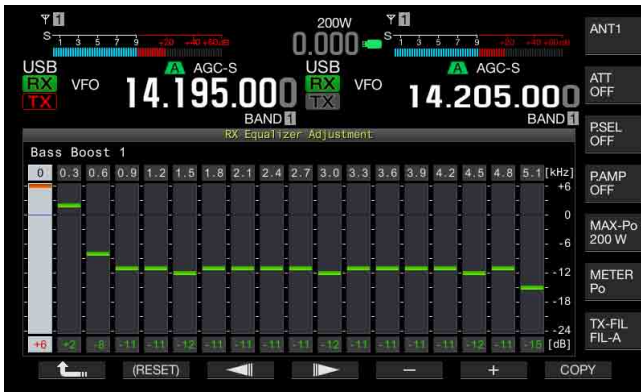 1 200W 1 ANT1
S 1 3 5 7 9 +20 +40 +60dB 0.000 S 1 3 5 7 9 +20 +40 +60dB
USB A AGC-S USB A AGC-S
RX VFO 14.195.000 RX VFO 14.205.000 ATT
TX TX OFF
BAND 1 BAND 1
RX Equalizer Adjustment P.SEL
OFF
Bass Boost 1
0 0.3 0.6 0.9 1.2 1.5 1.8 2.1 2.4 2.7 3.0 3.3 3.6 3.9 4.2 4.5 4.8 5.1 [kHz]
+6 P.AMP
OFF
0
MAX-Po
200 W
-6
-12 METER
Po
-18
-24 TX-FIL
FIL-A
+6 +2 -8 -11 -11 -12 -11 -11 -11 -11 -12 -11 -11 -11 -11 -12 -11 -15 [dB]
(RESET) − + COPY